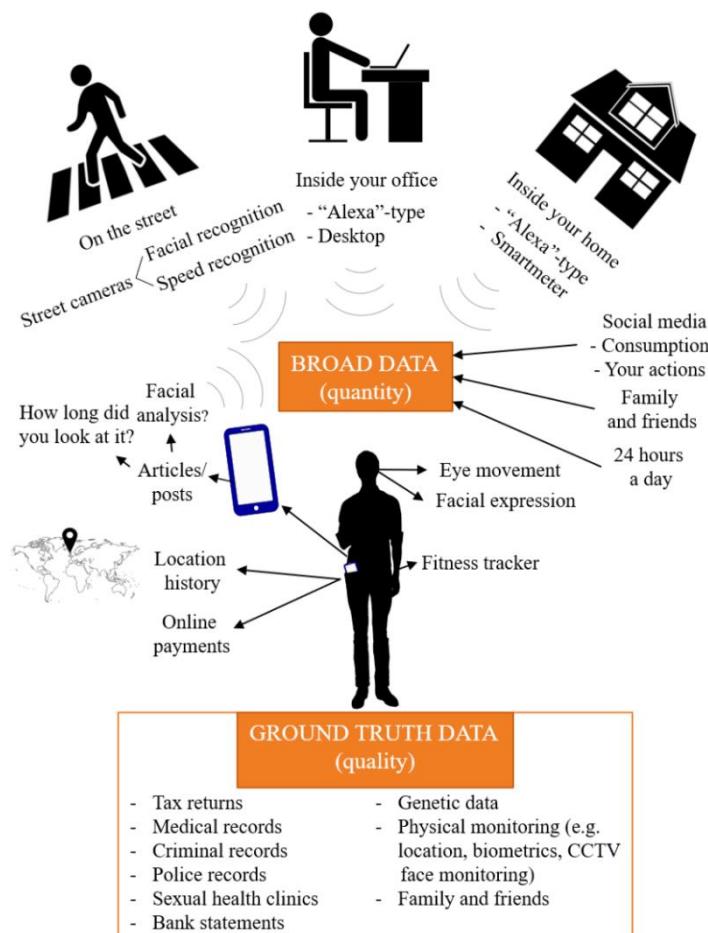 On the street
Street cameras
Facial recognition
Speed recognition
Inside your office
- “Alexa”-type
- Desktop
Inside your home
- “Alexa”-type
- Smartmeter
BROAD DATA
(quantity)
Social media
- Consumption
- Your actions
Family
and friends
24 hours
a day
How long did
you look at it?
Facial
analysis?
Articles/
posts
Eye movement
Facial expression
Location
history
Fitness tracker
Online
payments
GROUND TRUTH DATA
(quality)
- Tax returns
- Medical records
- Criminal records
- Police records
- Sexual health clinics
- Bank statements
- Genetic data
- Physical monitoring (e.g.
location, biometrics, CCTV
face monitoring)
- Family and friends